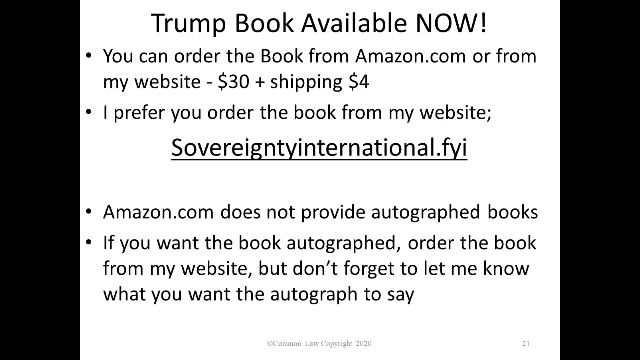 Trump Book Available NOW!
• You can order the Book from Amazon.com or from
my website - $30 + shipping $4
• I prefer you order the book from my website;
Sovereigntyinternational.fyi
• Amazon.com does not provide autographed books
• If you want the book autographed, order the book
from my website, but don’t forget to let me know
what you want the autograph to say
©Common Law Copyright 2020
21